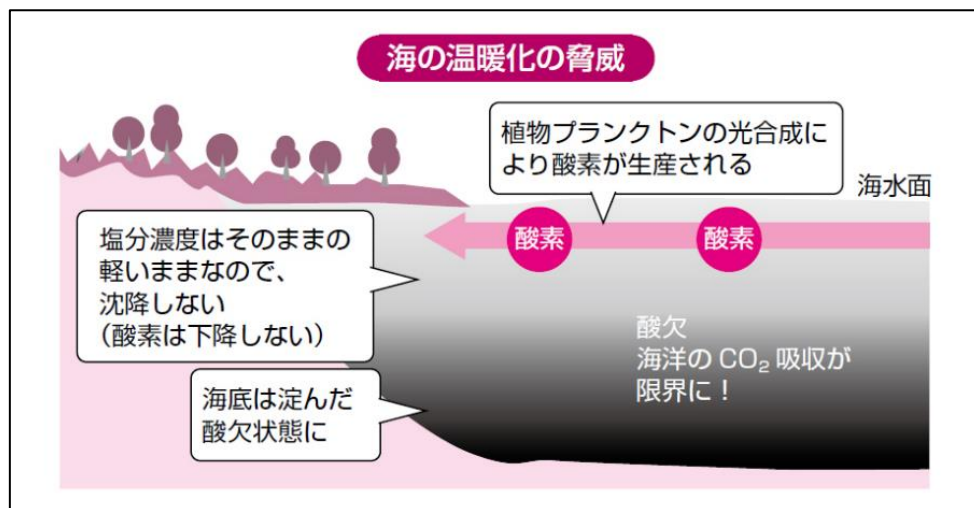 海の温暖化の脅威
植物プランクトンの光合成に
より酸素が生産される
海水面
酸素
酸素
塩分濃度はそのままの
軽いままなので、
沈降しない
（酸素は下降しない）
酸欠
海洋の CO₂ 吸収が
限界に！
海底は淀んだ
酸欠状態に